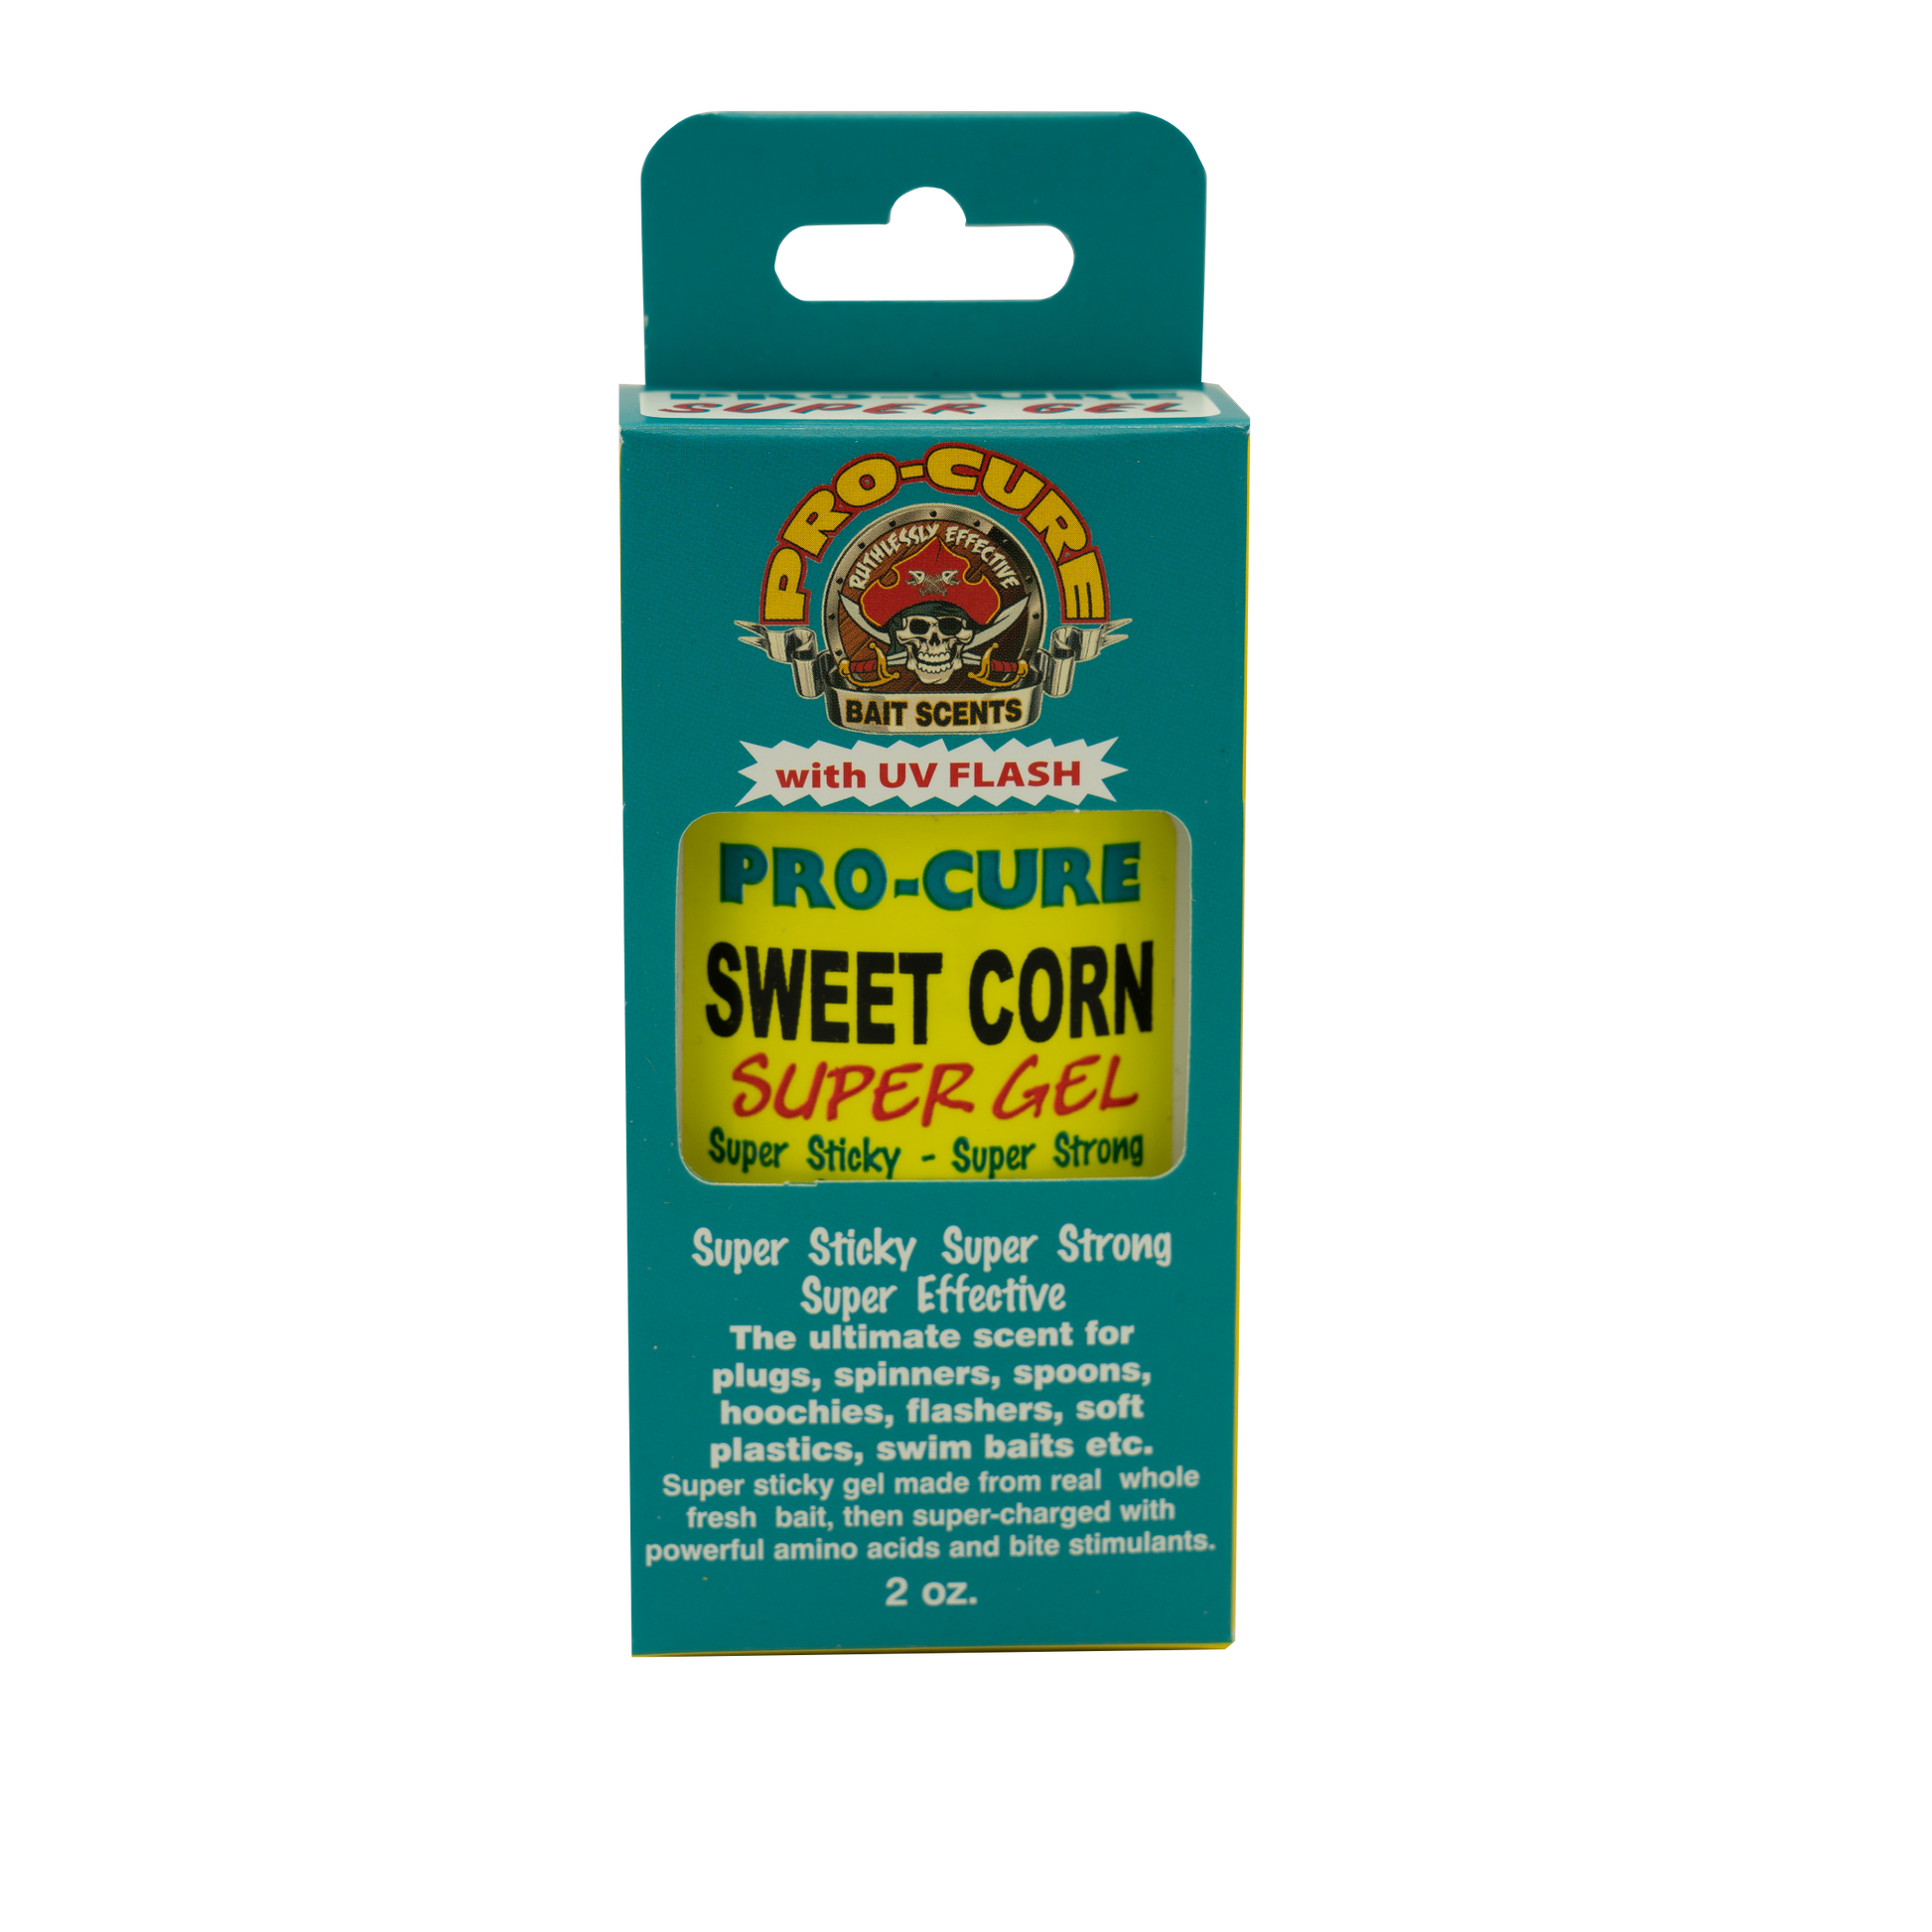 PRO-CURE
SUPER GEL
PRO-CURE
RUTHLESSLY EFFECTIVE
BAIT SCENTS
with UV FLASH
PRO-CURE
SWEET CORN
SUPER GEL
Super Sticky - Super Strong
Super Sticky Super Strong
Super Effective
The ultimate scent for
plugs, spinners, spoons,
hoochies, flashers, soft
plastics, swim baits etc.
Super sticky gel made from real whole
fresh bait, then super-charged with
powerful amino acids and bite stimulants.
2 oz.